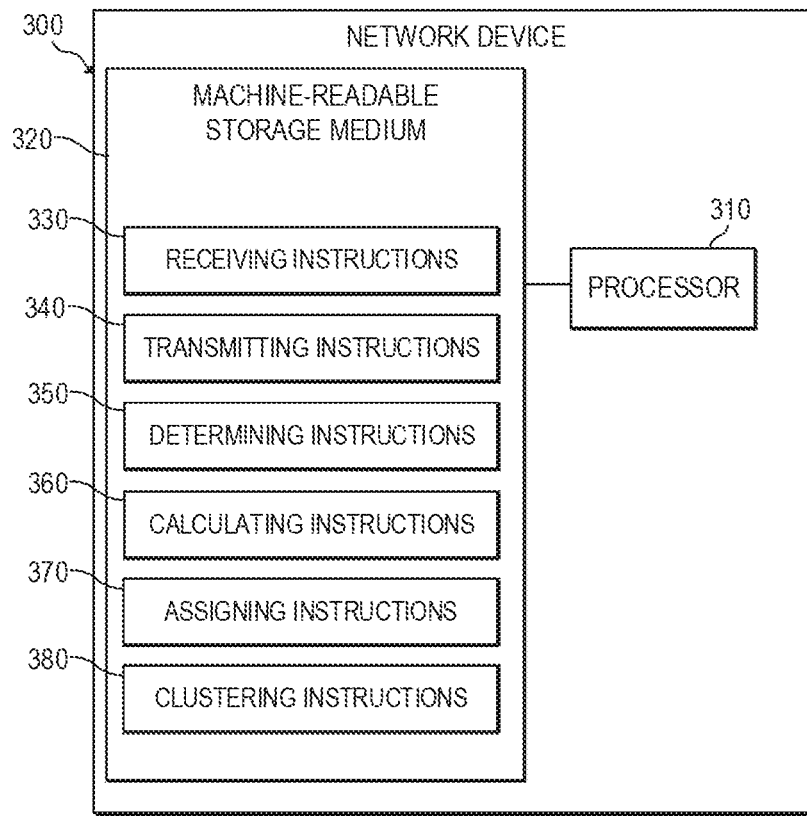 NETWORK DEVICE
300
MACHINE-READABLE
STORAGE MEDIUM
320
330
RECEIVING INSTRUCTIONS
310
PROCESSOR
340
TRANSMITTING INSTRUCTIONS
350
DETERMINING INSTRUCTIONS
360
CALCULATING INSTRUCTIONS
370
ASSIGNING INSTRUCTIONS
380
CLUSTERING INSTRUCTIONS